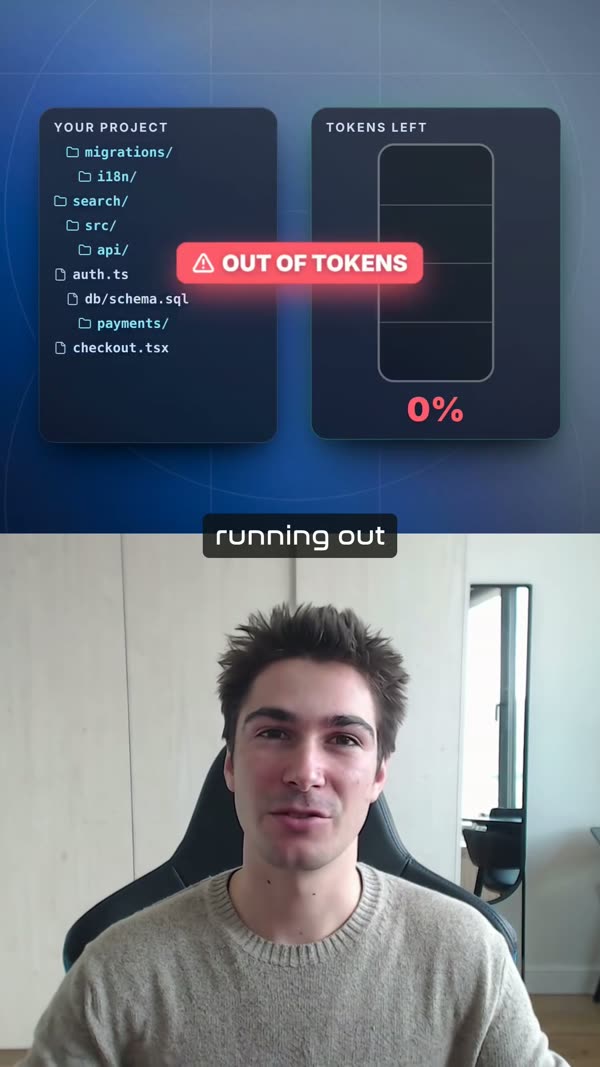 YOUR PROJECT
migrations/
i18n/
search/
src/
api/
auth.ts
db/schema.sql
payments/
checkout.tsx
TOKENS LEFT
OUT OF TOKENS
0%
running out